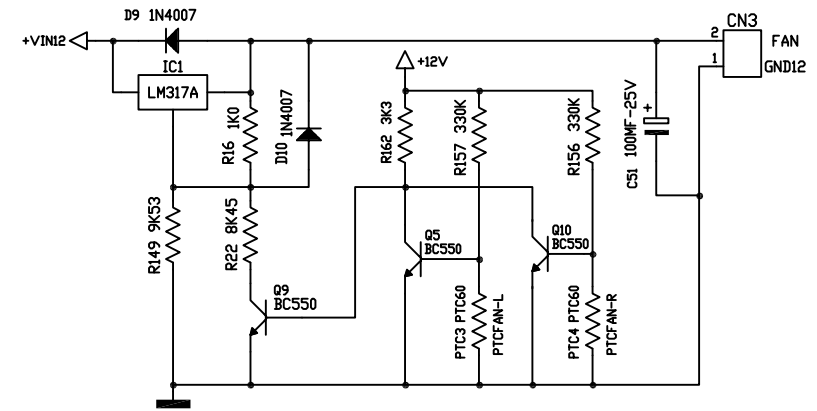 D9 1N4007
+VIN12
IC1
LM317A
R16 1K0
D10 1N4007
+12V
R162 3K3
R157 330K
R156 330K
C51 100MF-25V
+
CN3
2
FAN
1
GND12
R149 9K53
R22 8K45
Q9
BC550
Q5
BC550
Q10
BC550
PTC3 PTC60
PTCFAN-L
PTC4 PTC60
PTCFAN-R